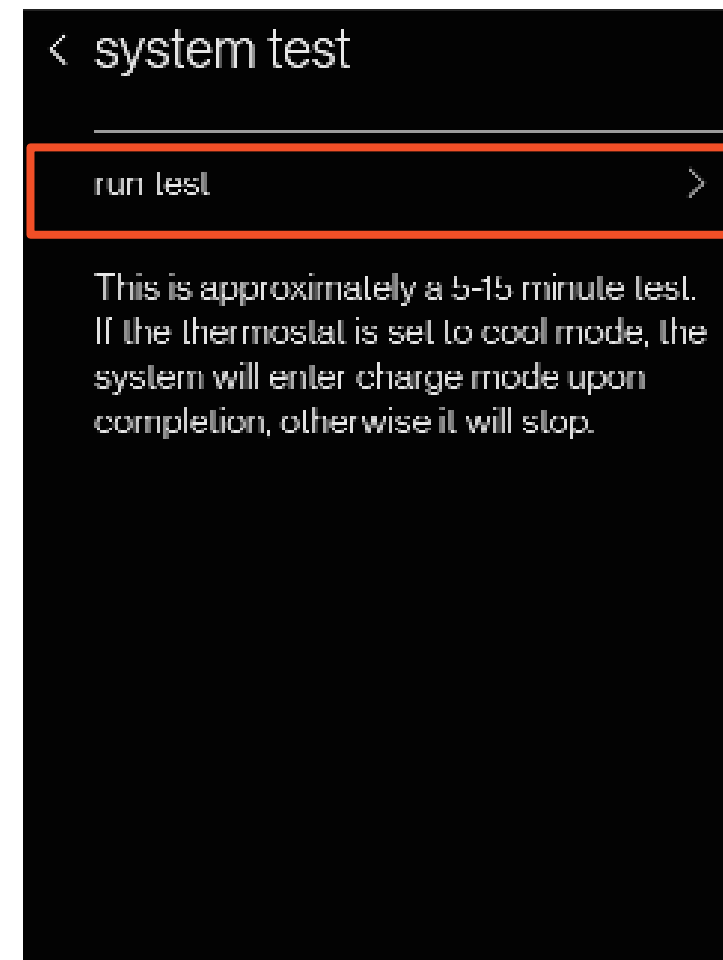 system test
run test
This is approximately a 5-15 minute test.
If the thermostat is set to cool mode, the
system will enter charge mode upon
completion, otherwise it will stop.